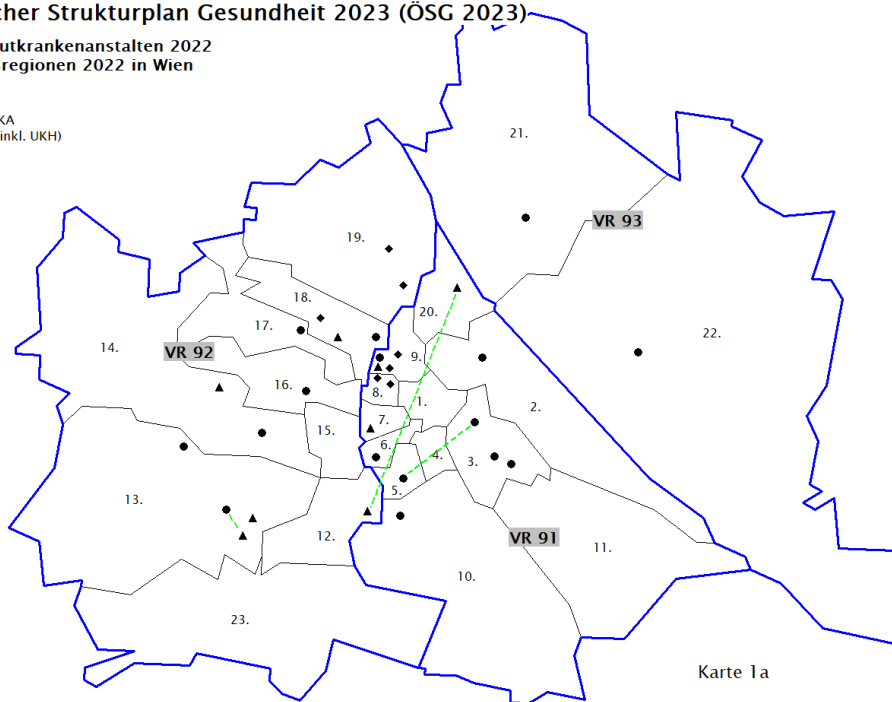 cher Strukturplan Gesundheit 2023 (ÖSG 2023)
utkrankenanstalten 2022
sregionen 2022 in Wien
KA
inkl. UKH)
21.
VR 93
19.
18.
20.
17.
22.
14.
VR 92
9.
16.
8.
1.
2.
7.
15.
6.
4.
3.
5.
13.
12.
VR 91
11.
10.
23.
Karte 1a